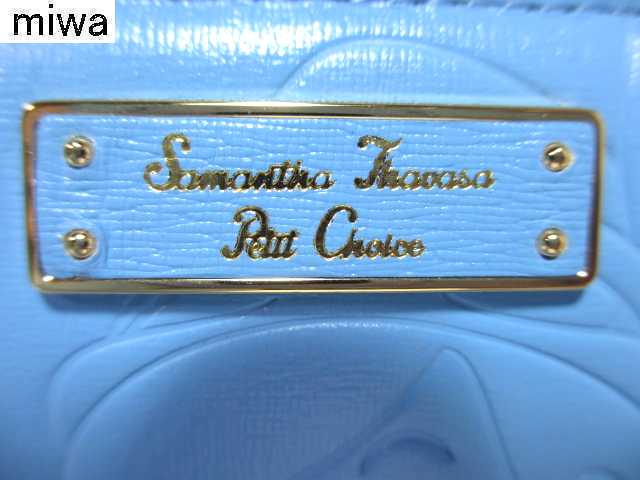 miwa
Samantha Thavasa
Petit Choice